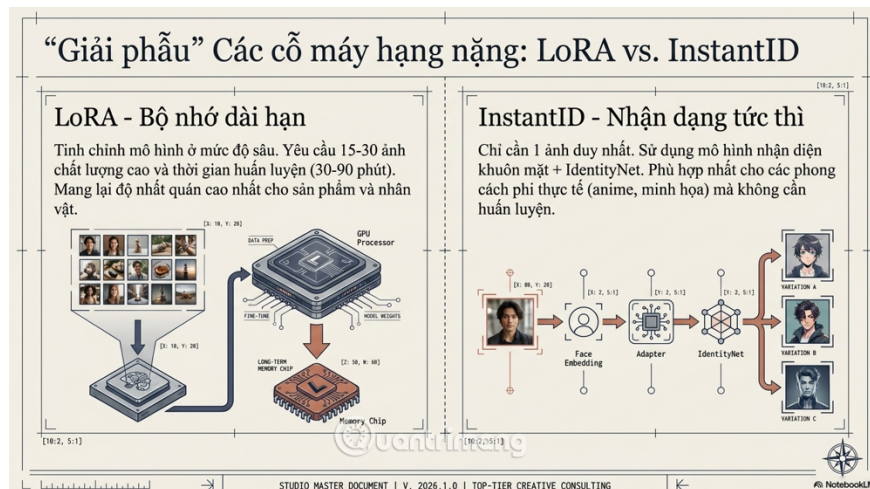 “Giải phẫu” Các cỗ máy hạng nặng: LoRA vs. InstantID
[10:2, 5:1]
LoRA - Bộ nhớ dài hạn
Tinh chỉnh mô hình ở mức độ sâu. Yêu cầu 15-30 ảnh
chất lượng cao và thời gian huấn luyện (30-90 phút).
Mang lại độ nhất quán cao nhất cho sản phẩm và nhân
vật.
[X: 10, Y: 20]
DATA PREP
GPU
Processor
L
FINE-TUNE
MODEL WEIGHTS
[X: 10, Y: 20]
LONG-TERM
MEMORY CHIP
[Z: 50, W: 60]
L
Memory Chip
[10:2, 5:1]
InstantID - Nhận dạng tức thì
Chỉ cần 1 ảnh duy nhất. Sử dụng mô hình nhận diện
khuôn mặt + IdentityNet. Phù hợp nhất cho các phong
cách phi thực tế (anime, minh họa) mà không cần
huấn luyện.
[X: 80, Y: 20]
[X: 2, 5:1]
[Y: 2, 5:1]
[Y: 2, 5:1]
Face
Embedding
Adapter
IdentityNet
VARIATION A
VARIATION B
VARIATION C
Quantrimang
STUDIO MASTER DOCUMENT | V. 2026.1.0 | TOP-TIER CREATIVE CONSULTING
NotebookLM